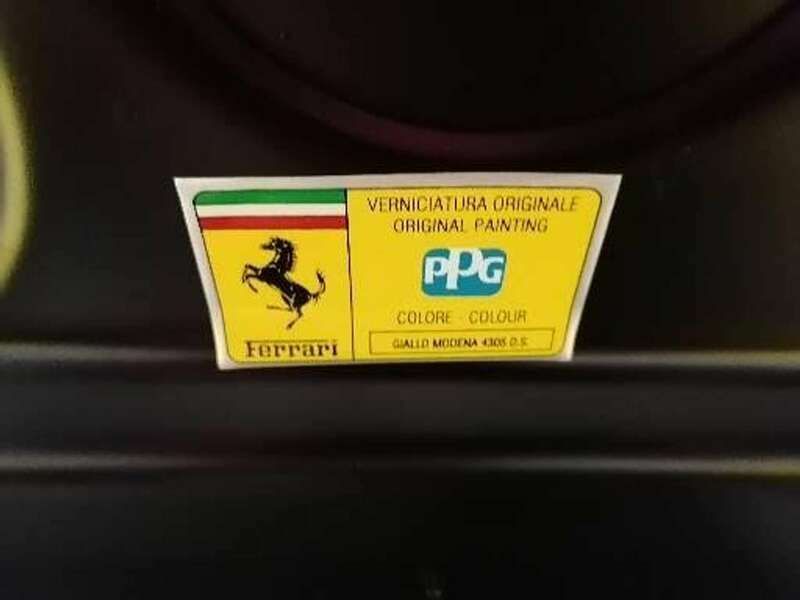 VERNICIATURA ORIGINALE
ORIGINAL PAINTING
PPG
COLORE - COLOUR
GIALLO MODENA 4305 D.S.
Ferrari